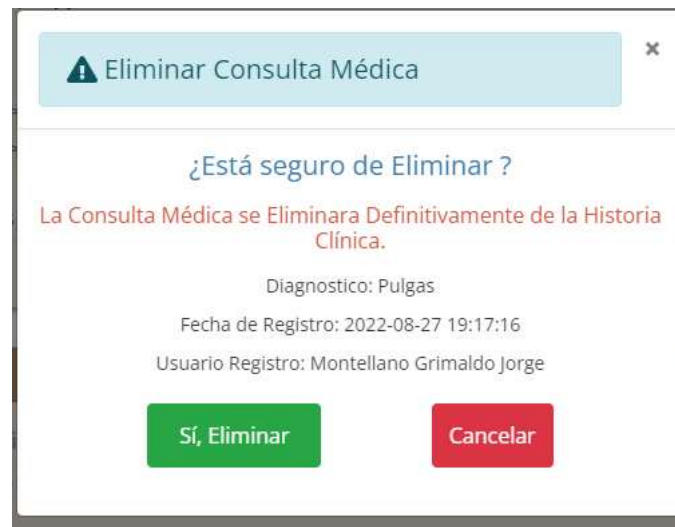 Eliminar Consulta Médica
×
¿Está seguro de Eliminar ?
La Consulta Médica se Eliminara Definitivamente de la Historia
Clínica.
Diagnostico: Pulgas
Fecha de Registro: 2022-08-27 19:17:16
Usuario Registro: Montellano Grimaldo Jorge
Sí, Eliminar
Cancelar